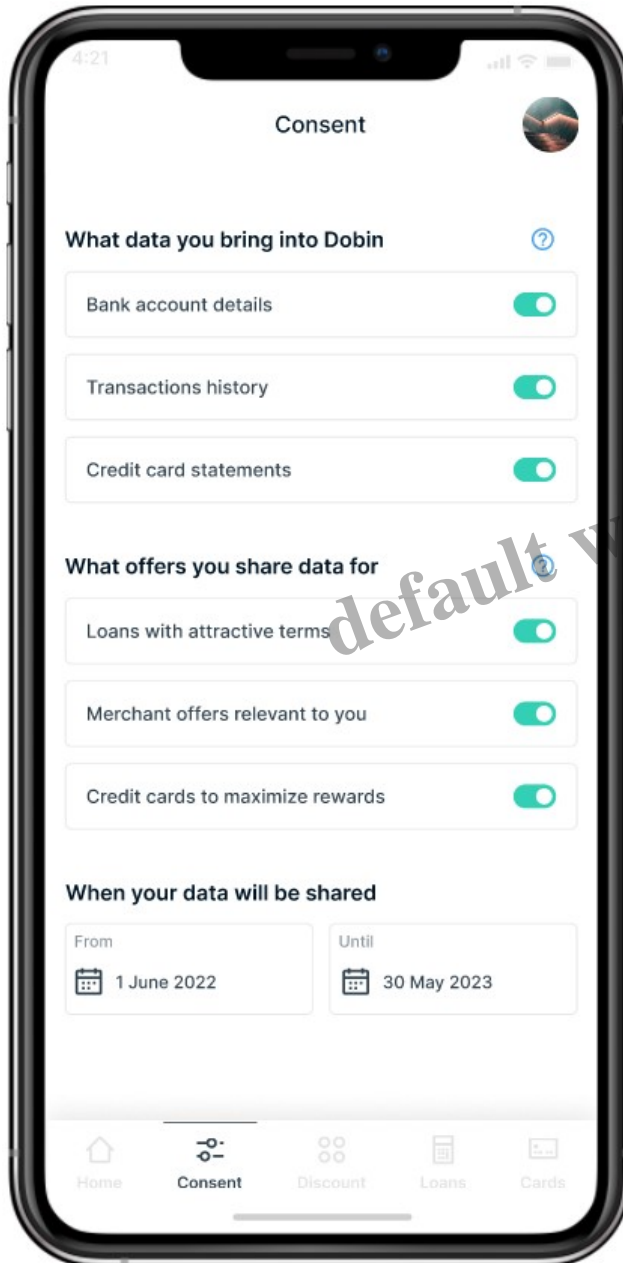 4:21
Consent
What data you bring into Dobin
Bank account details
Transactions history
Credit card statements
What offers you share data for
default
Loans with attractive terms
Merchant offers relevant to you
Credit cards to maximize rewards
When your data will be shared
From
Until
1 June 2022
30 May 2023
Home
Consent
Discount
Loans
Cards